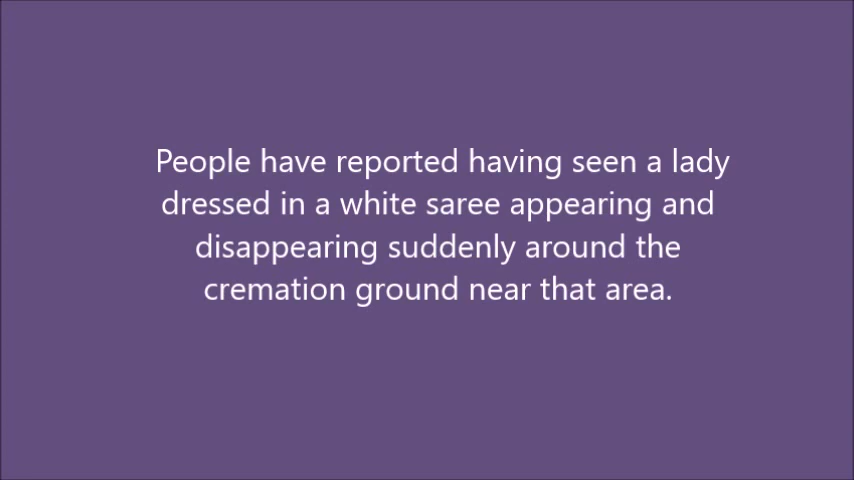 People have reported having seen a lady
dressed in a white saree appearing and
disappearing suddenly around the
cremation ground near that area.